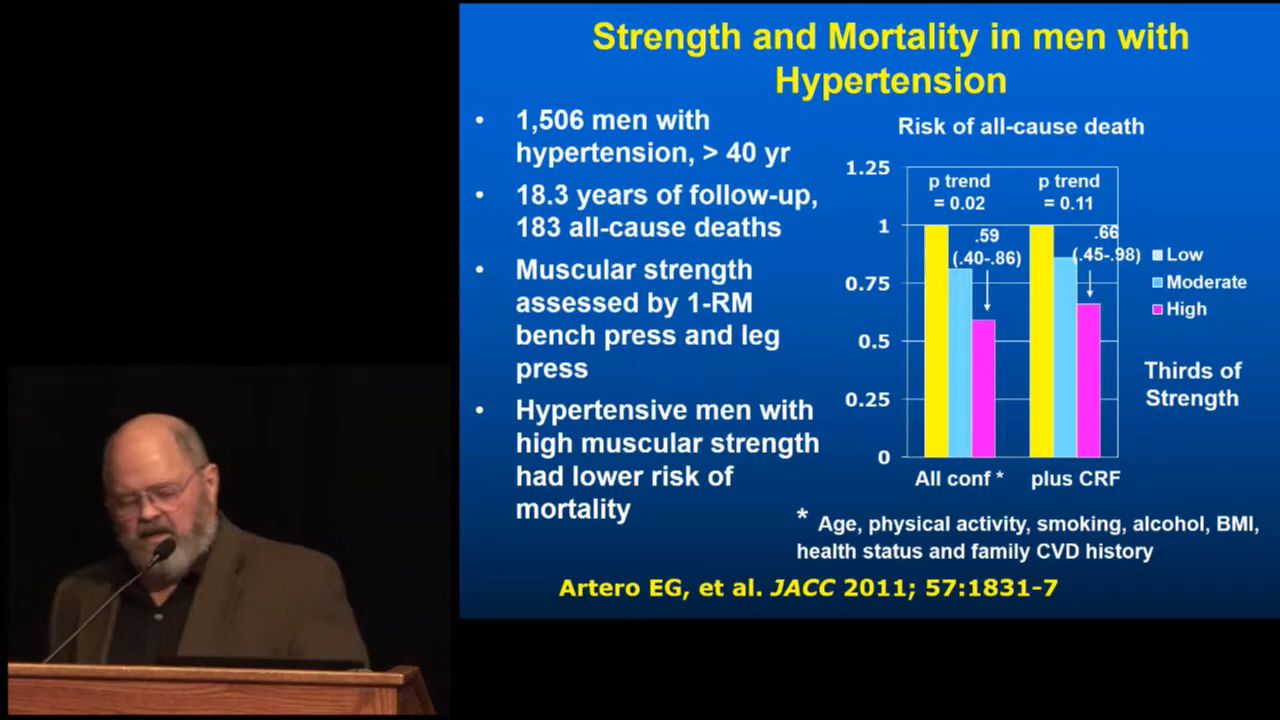 Strength and Mortality in men with
Hypertension
• 1,506 men with
hypertension, > 40 yr
• 18.3 years of follow-up,
183 all-cause deaths
• Muscular strength
assessed by 1-RM
bench press and leg
press
• Hypertensive men with
high muscular strength
had lower risk of
mortality
Risk of all-cause death
1.25
1
0.75
0.5
0.25
0
p trend
= 0.02
p trend
= 0.11
.59
(.40-.86)
.66
(.45-.98)
Low
Moderate
High
Thirds of
Strength
All conf *
plus CRF
* Age, physical activity, smoking, alcohol, BMI,
health status and family CVD history
Artero EG, et al. JACC 2011; 57:1831-7